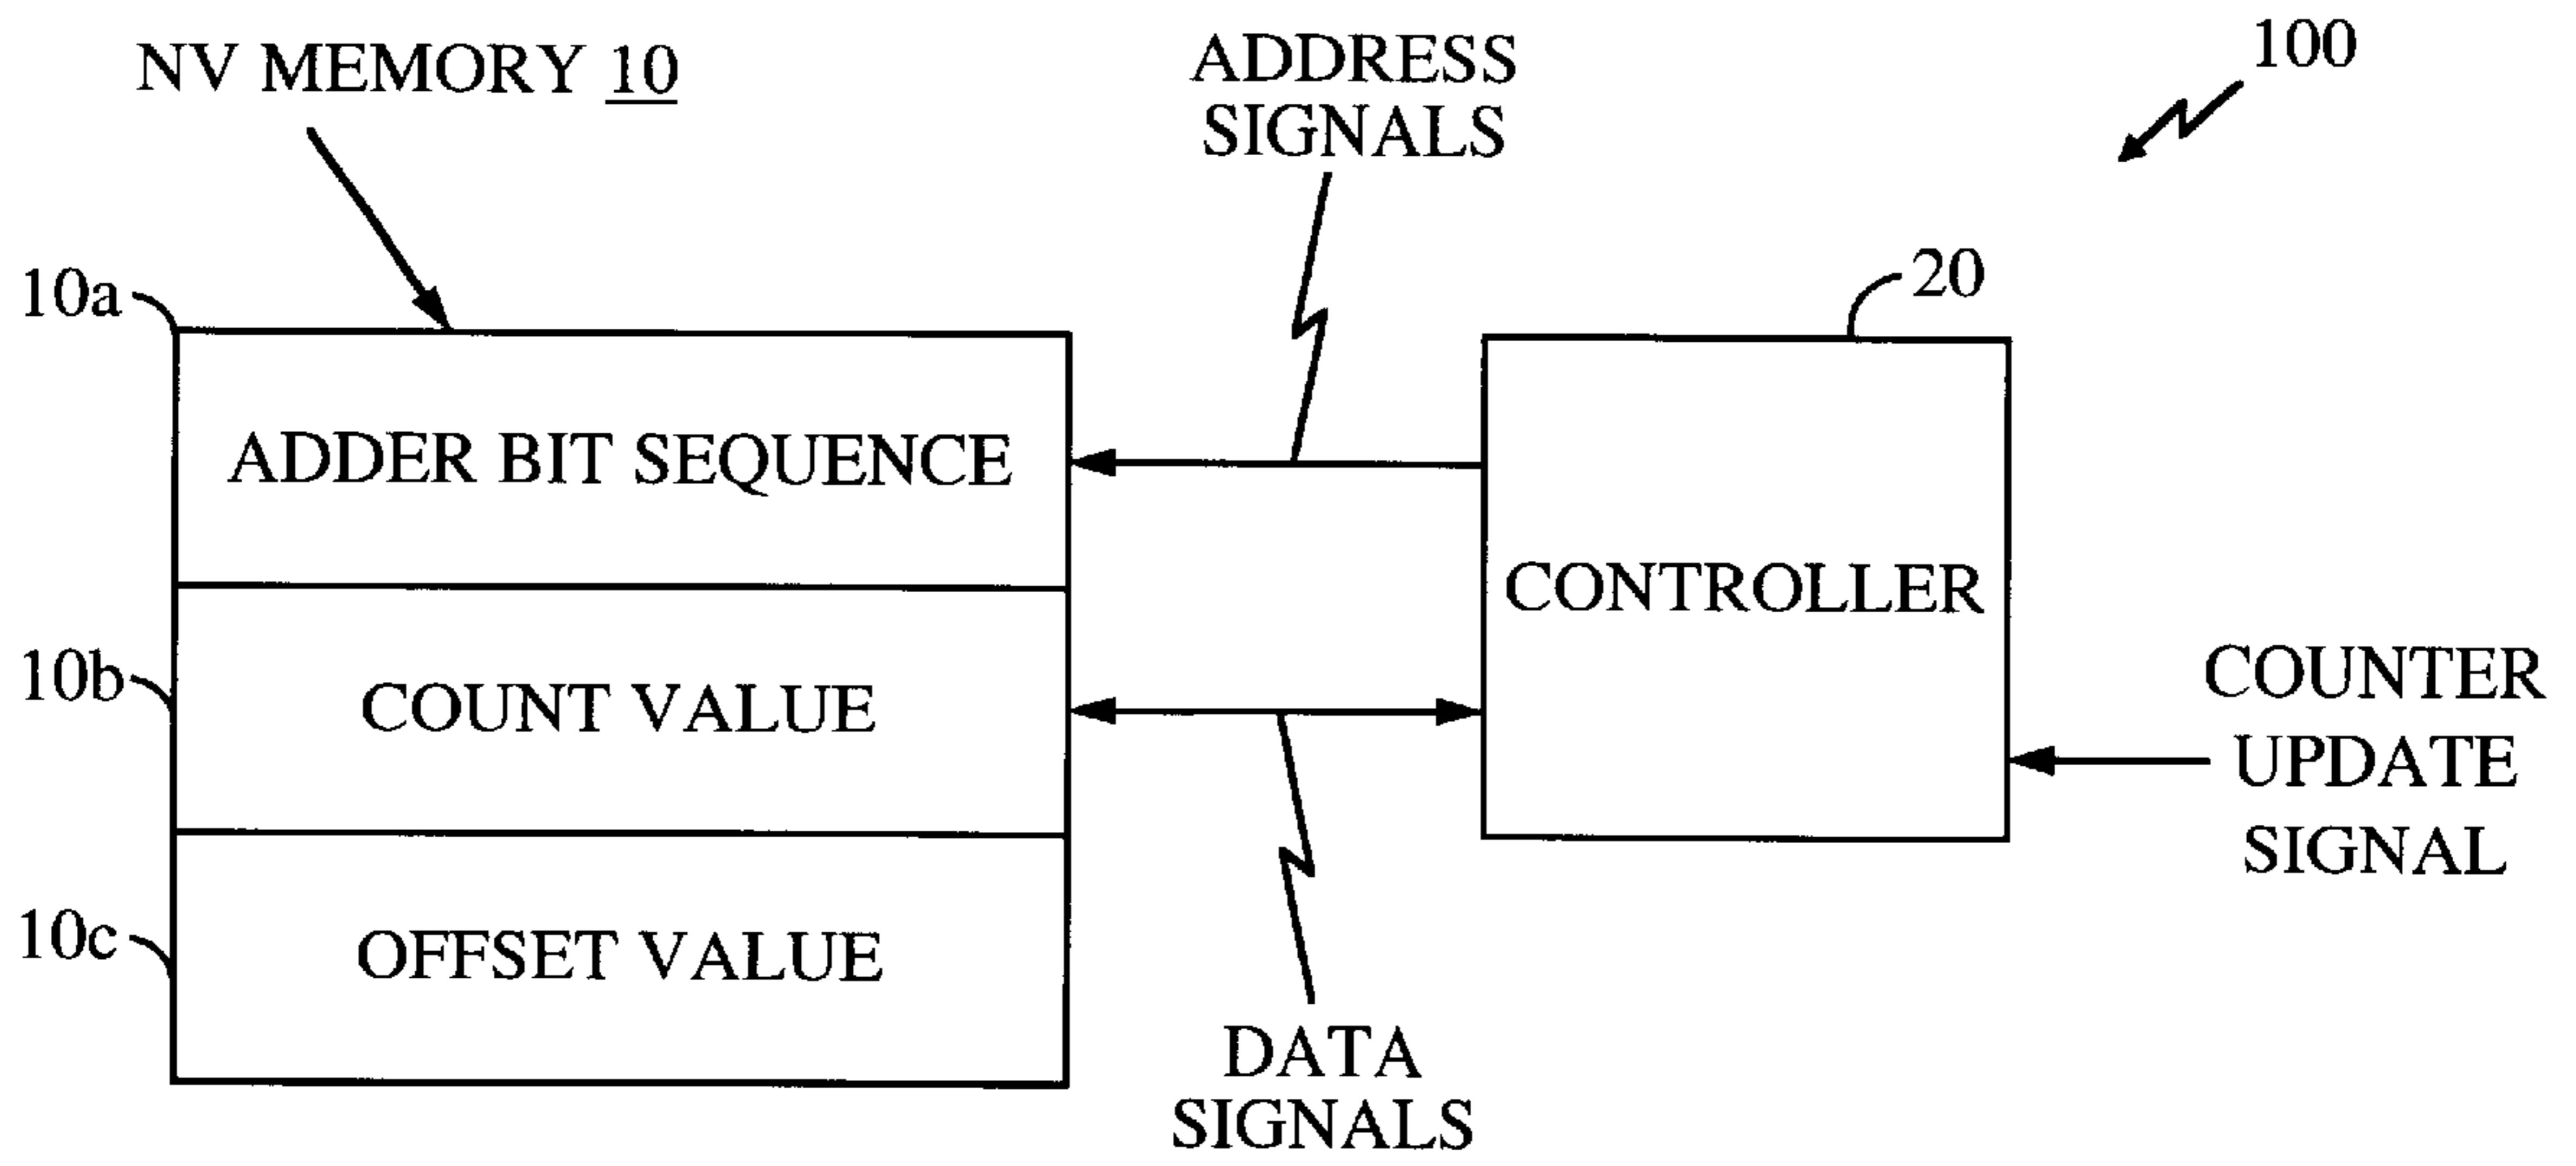 NV MEMORY 10
ADDRESS
SIGNALS
100
10a
20
ADDER BIT SEQUENCE
CONTROLLER
10b
COUNT VALUE
COUNTER
UPDATE
SIGNAL
10c
OFFSET VALUE
DATA
SIGNALS